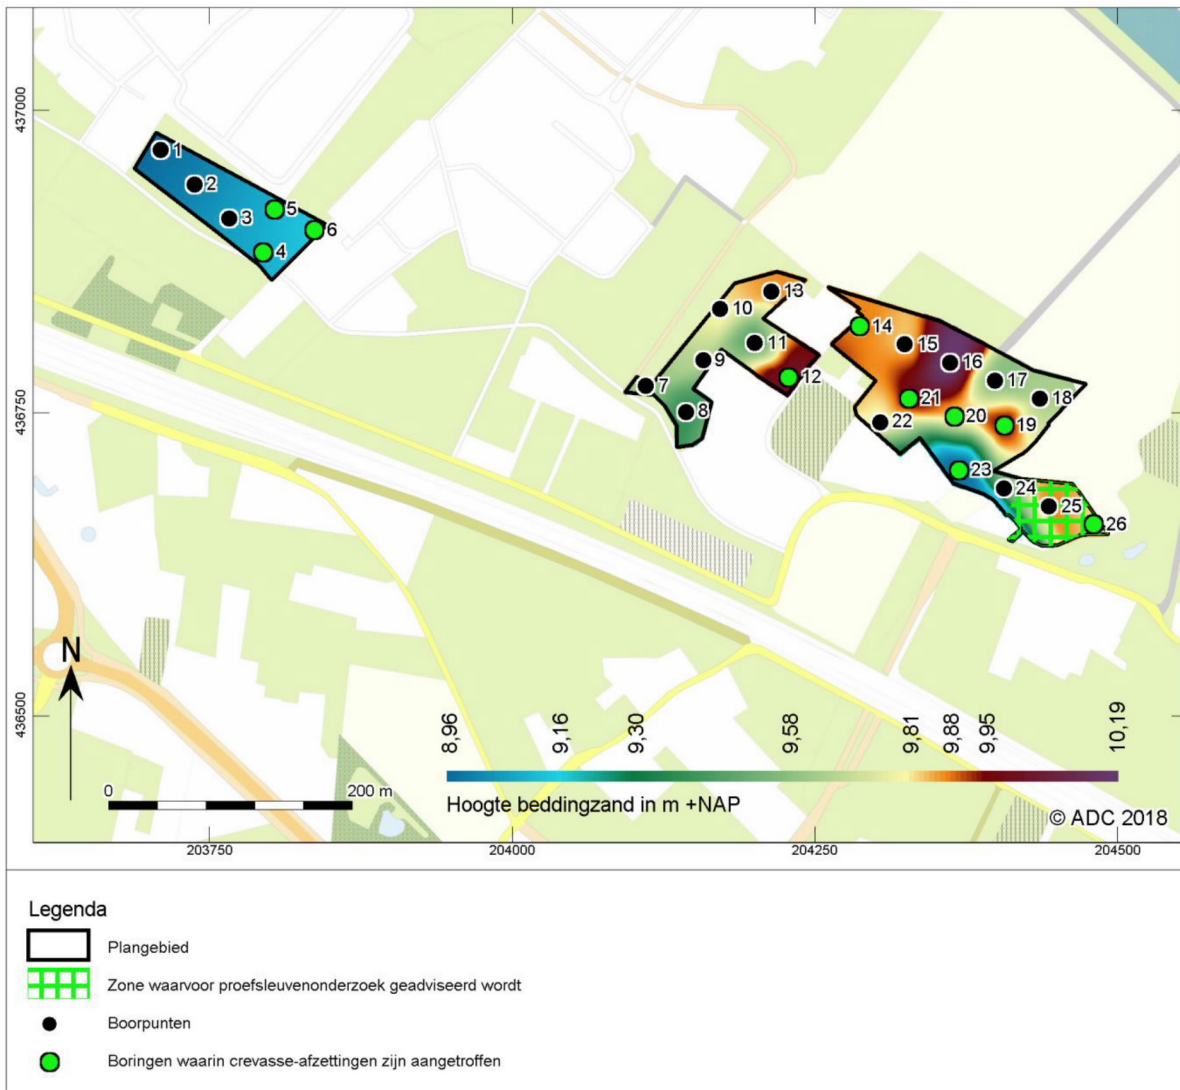 437000
436750
436500
1
2
3
5
6
4
13
10
14
11
15
9
16
12
17
7
18
8
21
20
19
22
23
24
25
26
N
0 200 m
8,96 9,16 9,30 9,58 9,81 9,88 9,95 10,19
Hoogte beddingzand in m +NAP
© ADC 2018
203750 204000 204250 204500
Legenda
Plangebied
Zone waarvoor proefsleuvenonderzoek geadviseerd wordt
Boorpunten
Boringen waarin crevasse-afzettingen zijn aangetroffen